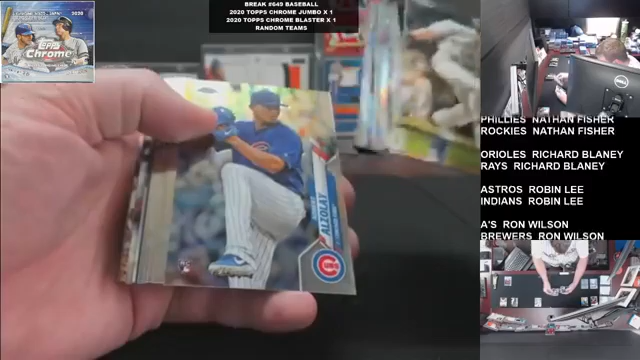 BREAK #649 BASEBALL
2020 TOPPS CHROME JUMBO X 1
2020 TOPPS CHROME BLASTER X 1
RANDOM TEAMS
2020
Chrome
ALZOLAY
DELL
PHILLIES NATHAN FISHER
ROCKIES NATHAN FISHER
ORIOLES RICHARD BLANEY
RAYS RICHARD BLANEY
ASTROS ROBIN LEE
INDIANS ROBIN LEE
A'S RON WILSON
BREWERS RON WILSON